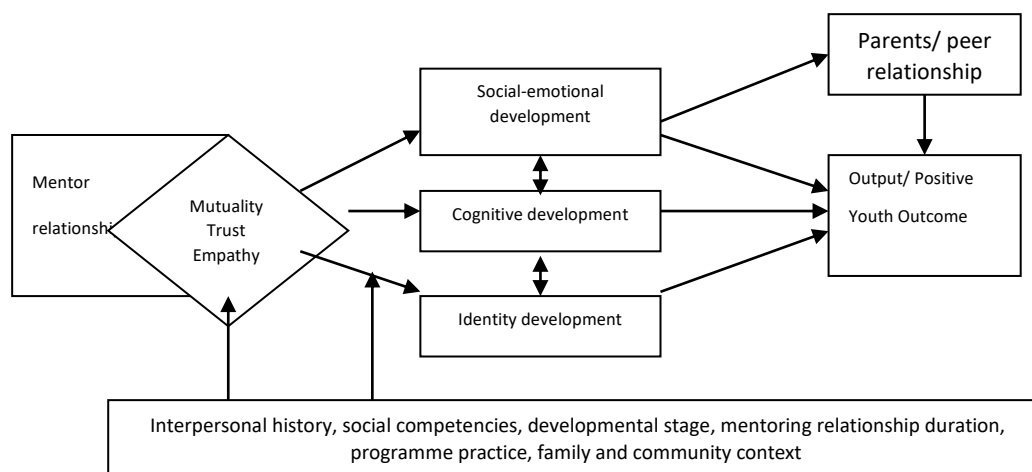 Parents/ peer
relationship
Social-emotional
development
Mentor
relationshi
Mutuality
Trust
Empathy
Cognitive development
Output/ Positive
Youth Outcome
Identity development
Interpersonal history, social competencies, developmental stage, mentoring relationship duration,
programme practice, family and community context